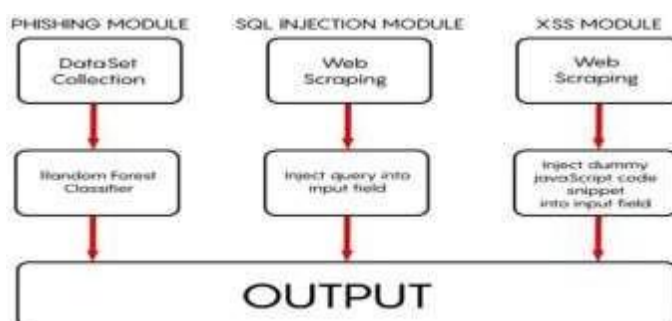 PHISHING MODULE
SQL INJECTION MODULE
XSS MODULE
DataSet
Collection
Web
Scraping
Web
Scraping
Random Forest
Classifier
Inject query into
input field
Inject dummy
javaScript code
snippet
into input field
OUTPUT